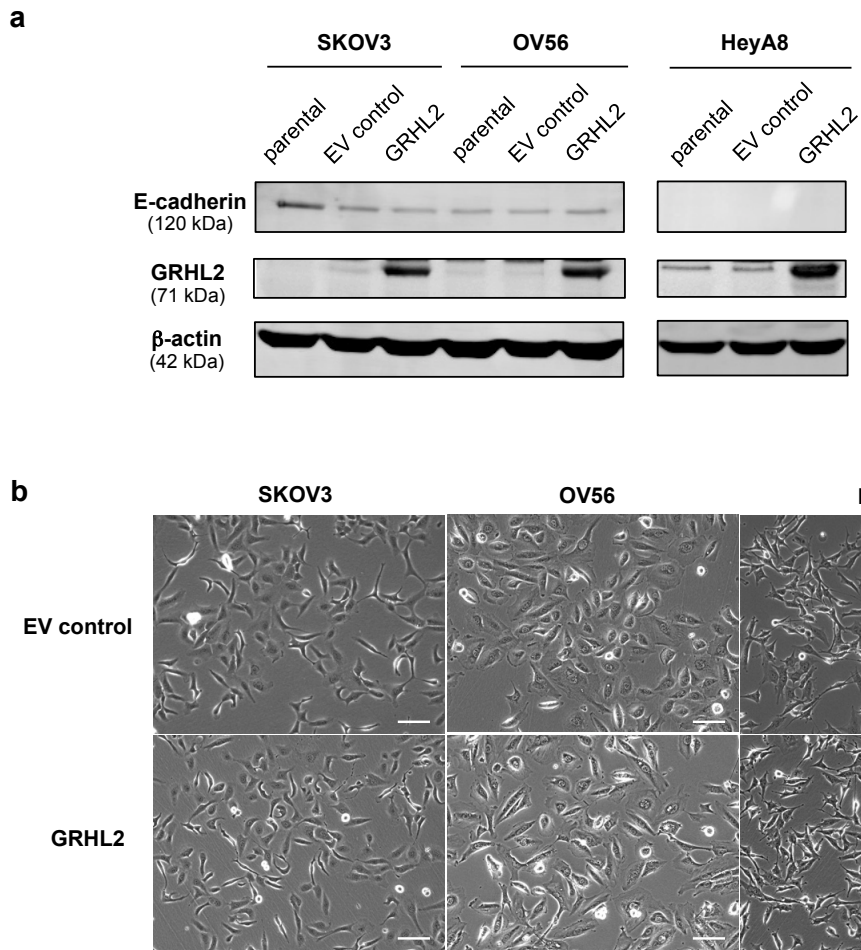 a
SKOV3 OV56 HeyA8
parental EV control GRHL2 parental EV control GRHL2 parental EV control GRHL2
E-cadherin
(120 kDa)
GRHL2
(71 kDa)
β-actin
(42 kDa)
b
SKOV3 OV56
EV control
GRHL2